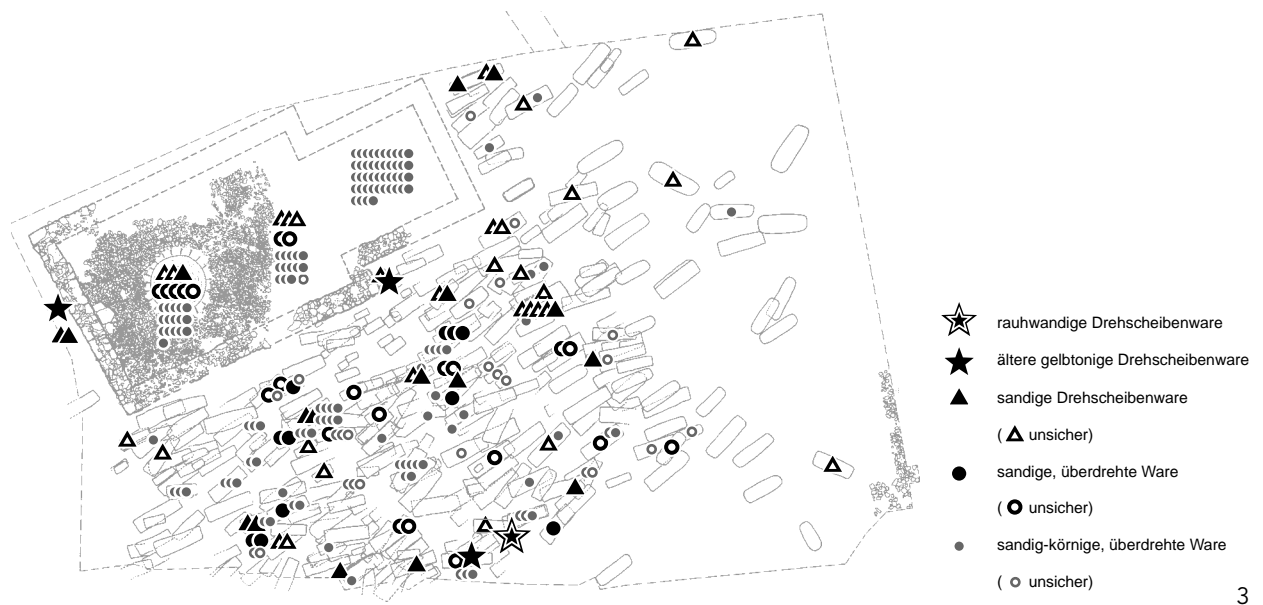 rauhwandige Drehscheibenware
ältere gelbtonige Drehscheibenware
sandige Drehscheibenware
( unsicher)
sandige, überdrehte Ware
( unsicher)
sandig-körnige, überdrehte Ware
( unsicher)
3